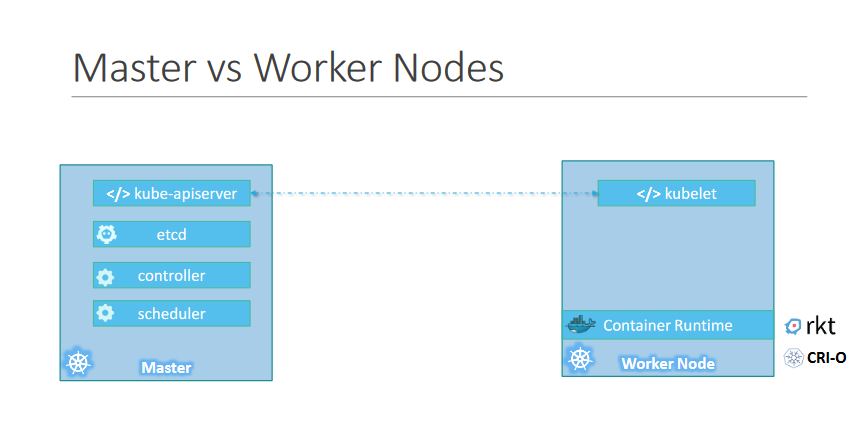 Master vs Worker Nodes
</> kube-apiserver
etcd
controller
scheduler
Master
</> kubelet
Container Runtime
Worker Node
rkt
CRI-O